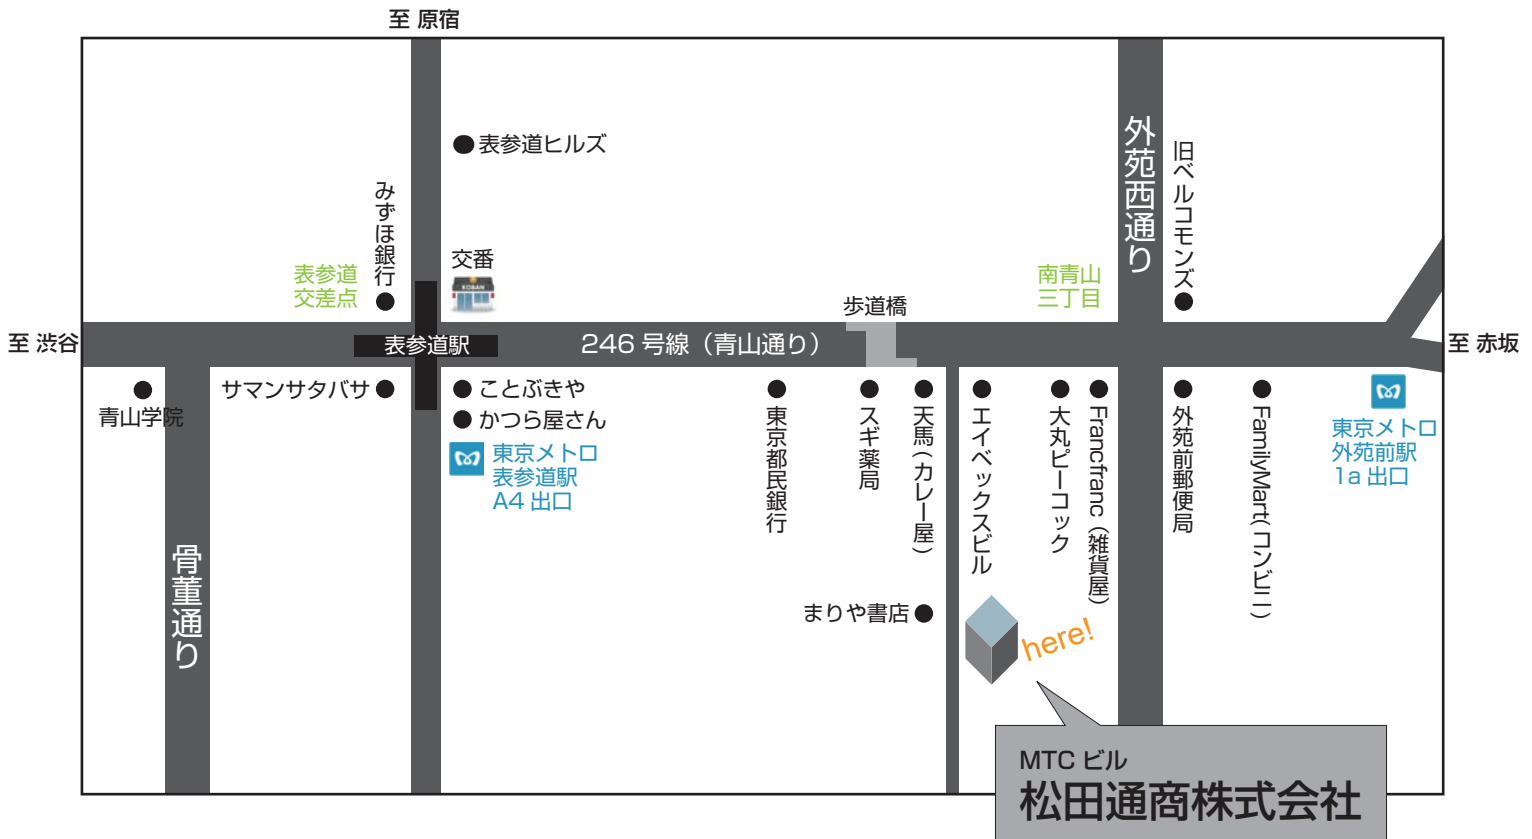 至 原宿
表参道ヒルズ
みずほ銀行
外苑西通り
旧ベルコモンズ
交番
KOBAN
表参道
交差点
南青山
三丁目
歩道橋
至 渋谷
表参道駅
246 号線（青山通り）
至 赤坂
青山学院
サマンサタバサ
ことぶきや
かつら屋さん
東京メトロ
表参道駅
A4 出口
東京都民銀行
スギ薬局
天馬（カレー屋）
エイベックスビル
大丸ピーコック
Francfranc（雑貨屋）
外苑前郵便局
FamilyMart(コンビニ)
東京メトロ
外苑前駅
1a 出口
骨董通り
まりや書店
here!
MTC ビル
松田通商株式会社